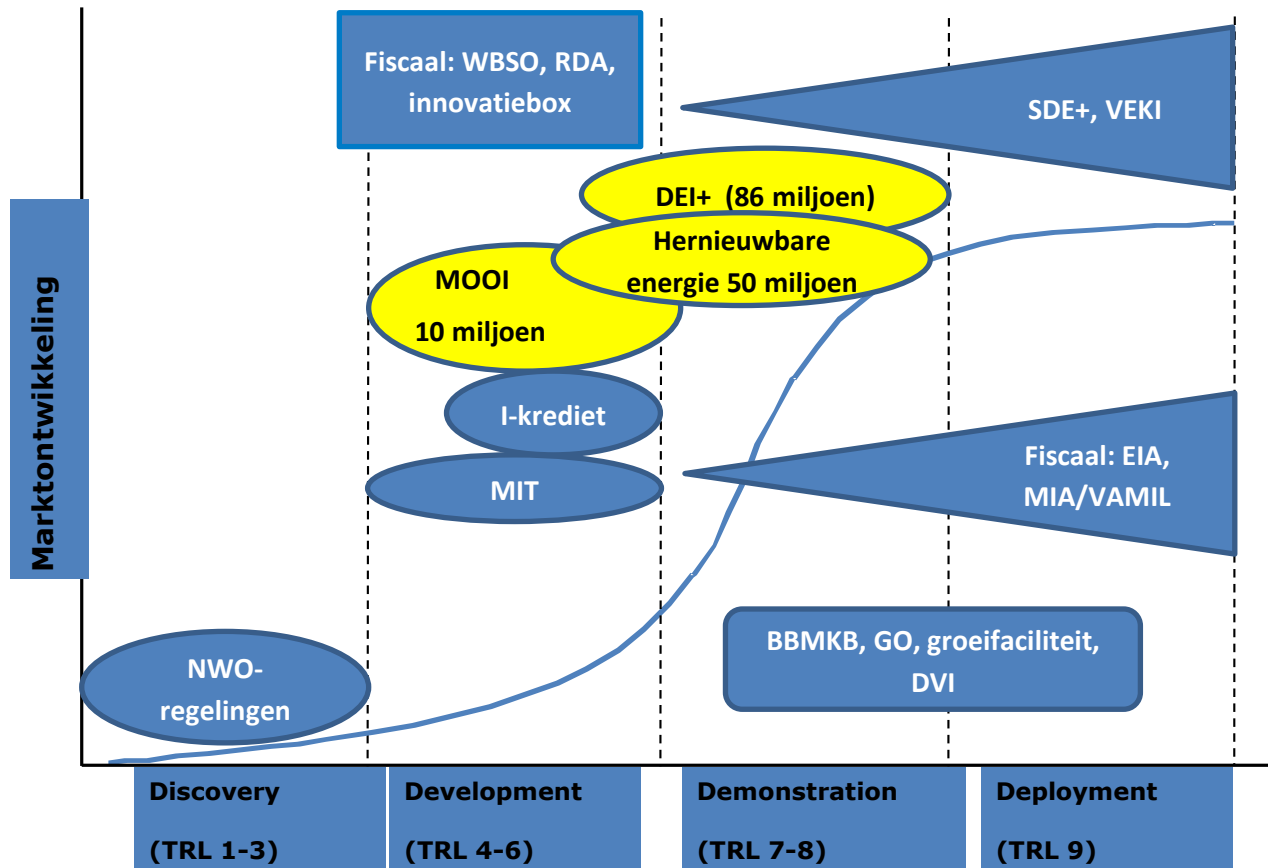 Fiscaal: WBSO, RDA,
innovatiebox
SDE+, VEKI
DEI+ (86 miljoen)
Hernieuwbare
energie 50 miljoen
MOOI
10 miljoen
I-krediet
MIT
Fiscaal: EIA,
MIA/VAMIL
Marktontwikkeling
BBMKB, GO, groeifaciliteit,
DVI
NWO-
regelingen
Discovery
(TRL 1-3)
Development
(TRL 4-6)
Demonstration
(TRL 7-8)
Deployment
(TRL 9)